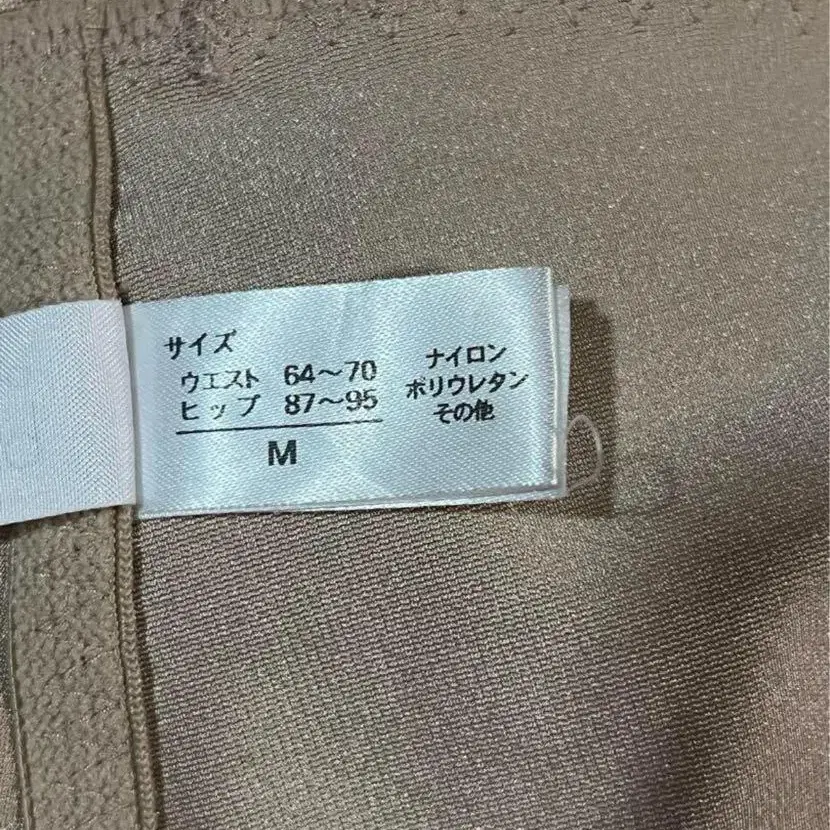 サイズ
ウエスト 64〜70
ヒップ 87〜95
M
ナイロン
ポリウレタン
その他